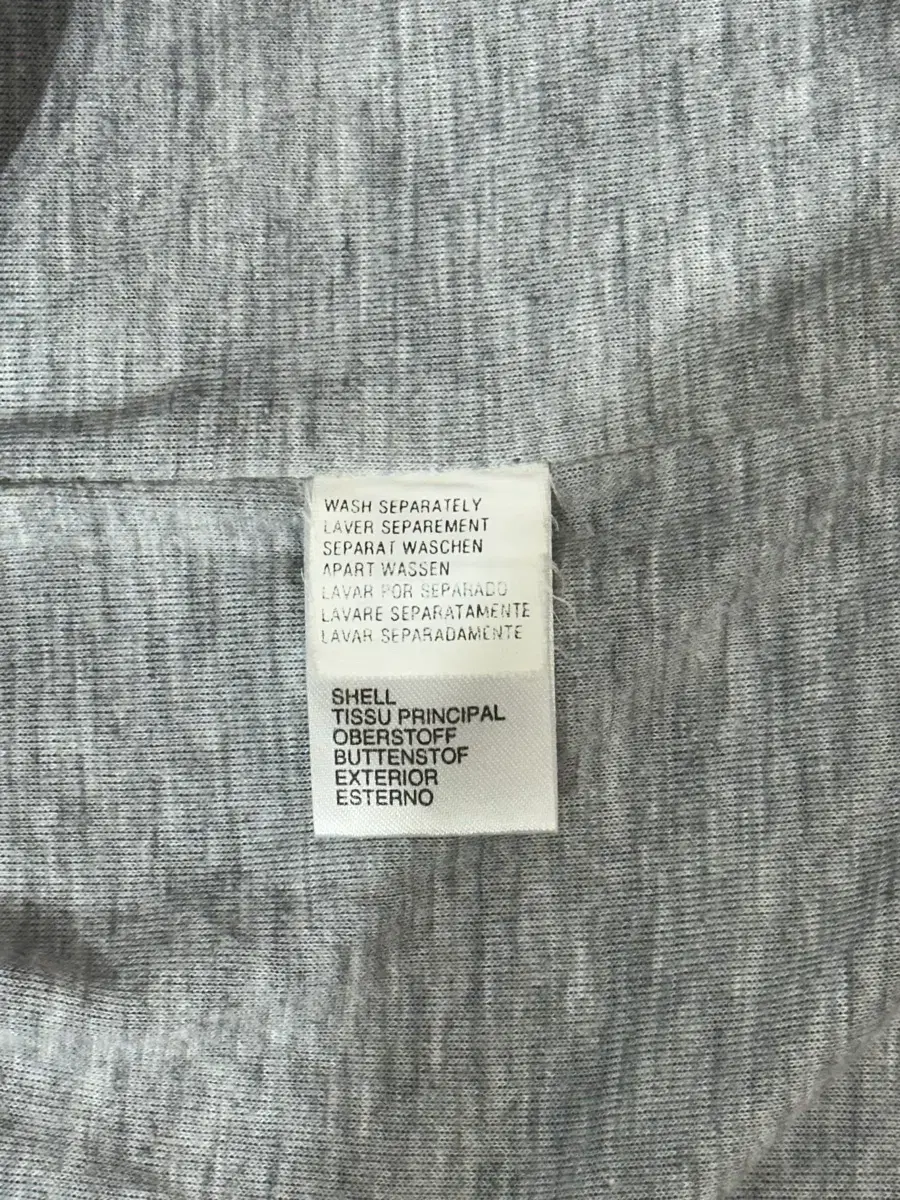 WASH SEPARATELY
LAVER SEPAREMENT
SEPARAT WASCHEN
APART WASSEN
LAVAR POR SEPARADO
LAVARE SEPARATAMENTE
LAVAR SEPARADAMENTE
SHELL
TISSU PRINCIPAL
OBERSTOFF
BUTTENSTOF
EXTERIOR
ESTERNO